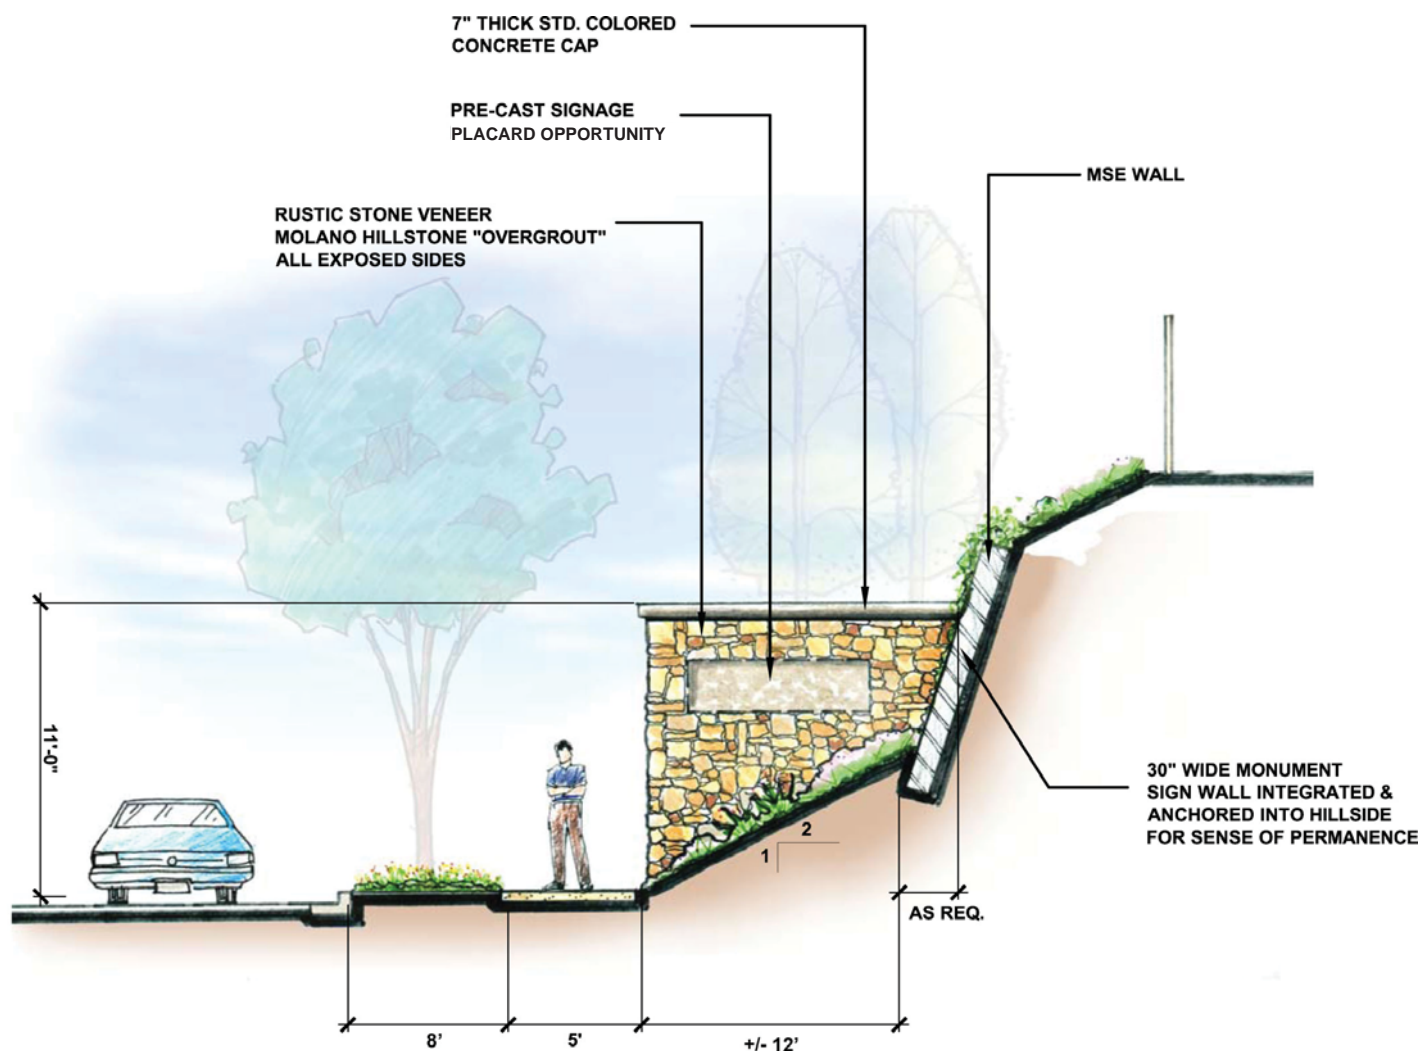 7" THICK STD. COLORED
CONCRETE CAP
PRE-CAST SIGNAGE
PLACARD OPPORTUNITY
MSE WALL
RUSTIC STONE VENEER
MOLANO HILLSTONE "OVERGROUT"
ALL EXPOSED SIDES
11'-0"
30" WIDE MONUMENT
SIGN WALL INTEGRATED &
ANCHORED INTO HILLSIDE
FOR SENSE OF PERMANENCE
2
1
AS REQ.
8’
5'
+/- 12’